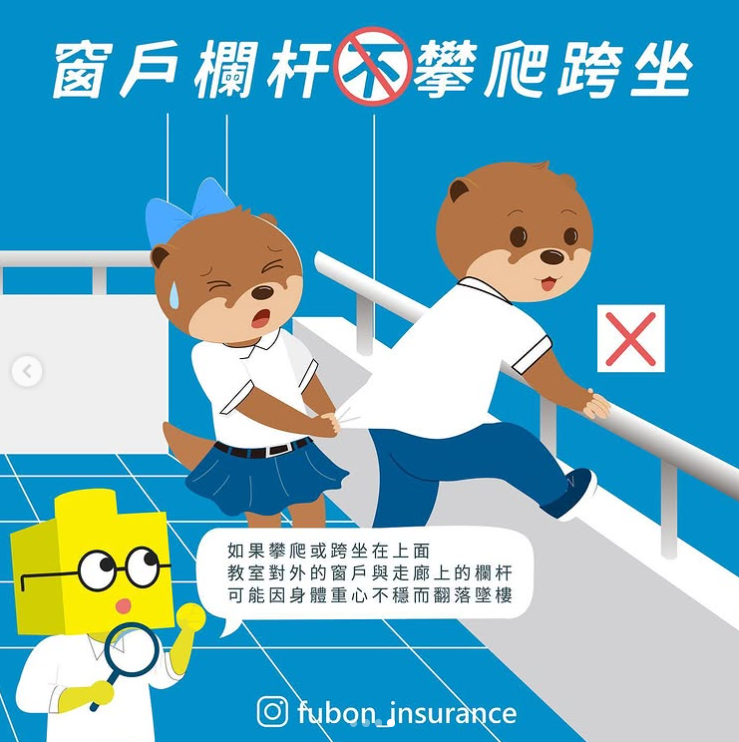 窗戶欄杆不攀爬跨坐
如果攀爬或跨坐在上面
教室對外的窗戶與走廊上的欄杆
可能因身體重心不穩而翻落墜樓
fubon_insurance